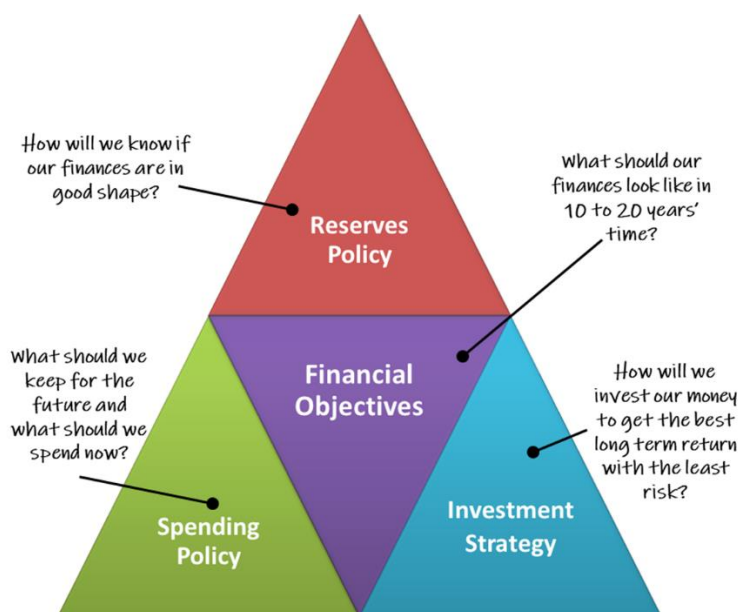 How will we know if
our finances are in
good shape?
What should our
finances look like in
10 to 20 years'
time?
Reserves
Policy
What should we
keep for the
future and
what should we
spend now?
Financial
Objectives
How will we
invest our money
to get the best
long term return
with the least
risk?
Spending
Policy
Investment
Strategy